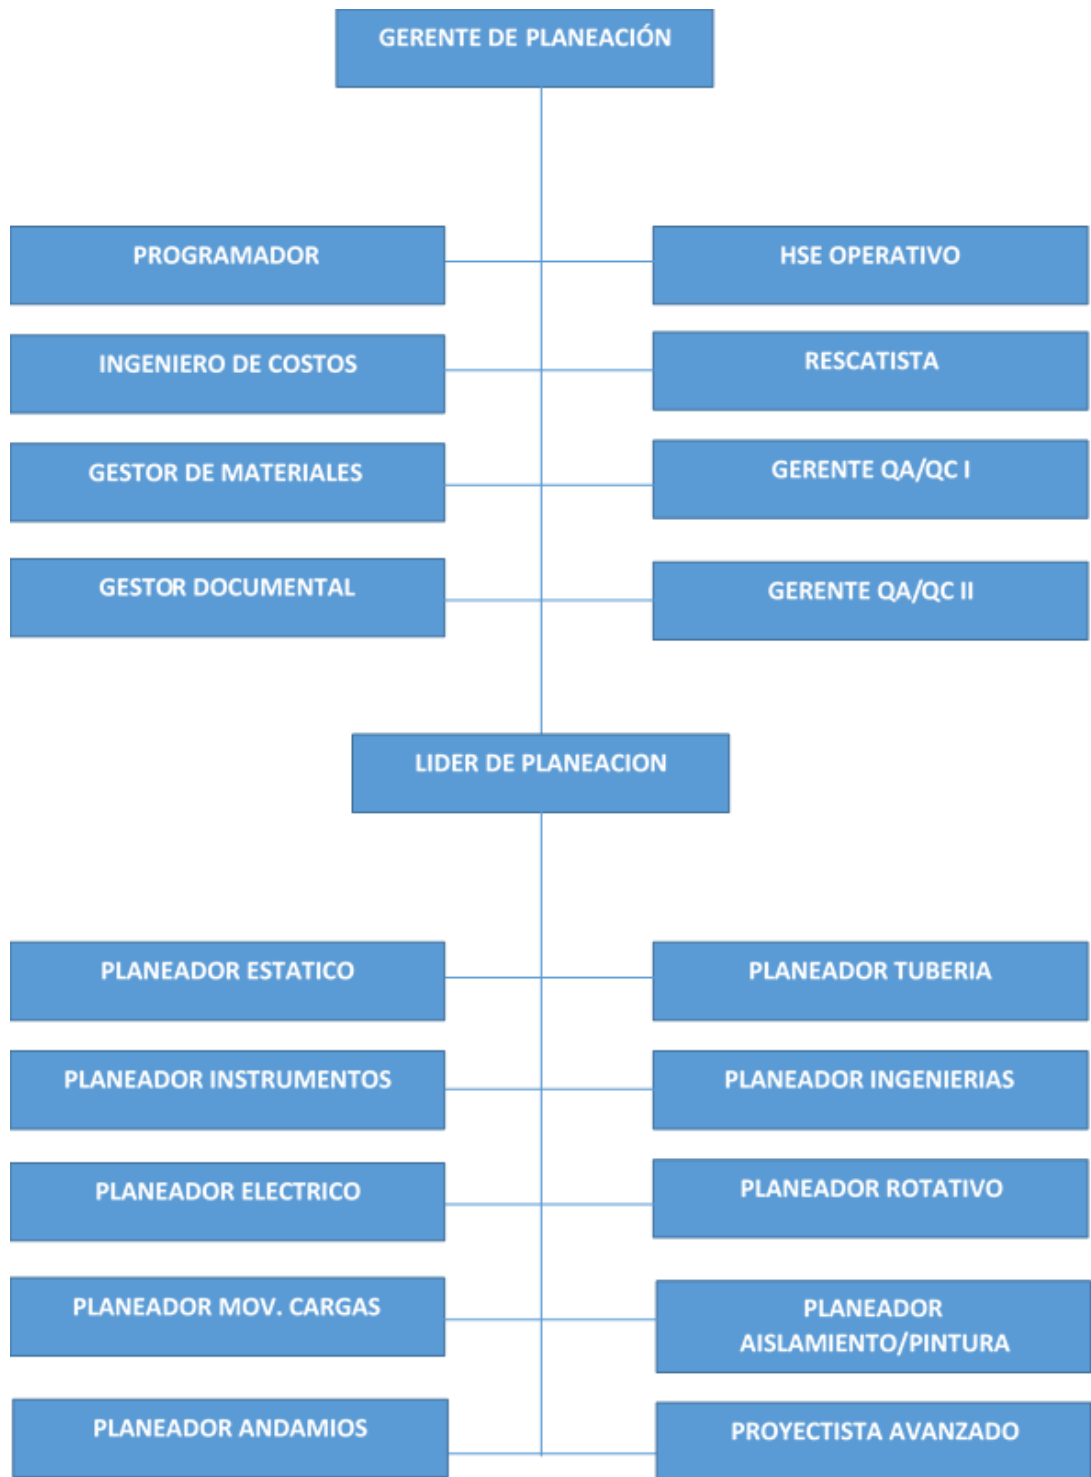 GERENTE DE PLANEACIÓN
PROGRAMADOR
HSE OPERATIVO
INGENIERO DE COSTOS
RESCATISTA
GESTOR DE MATERIALES
GERENTE QA/QC I
GESTOR DOCUMENTAL
GERENTE QA/QC II
LIDER DE PLANEACION
PLANEADOR ESTATICO
PLANEADOR TUBERIA
PLANEADOR INSTRUMENTOS
PLANEADOR INGENIERIAS
PLANEADOR ELECTRICO
PLANEADOR ROTATIVO
PLANEADOR MOV. CARGAS
PLANEADOR
AISLAMIENTO/PINTURA
PLANEADOR ANDAMIOS
PROYECTISTA AVANZADO